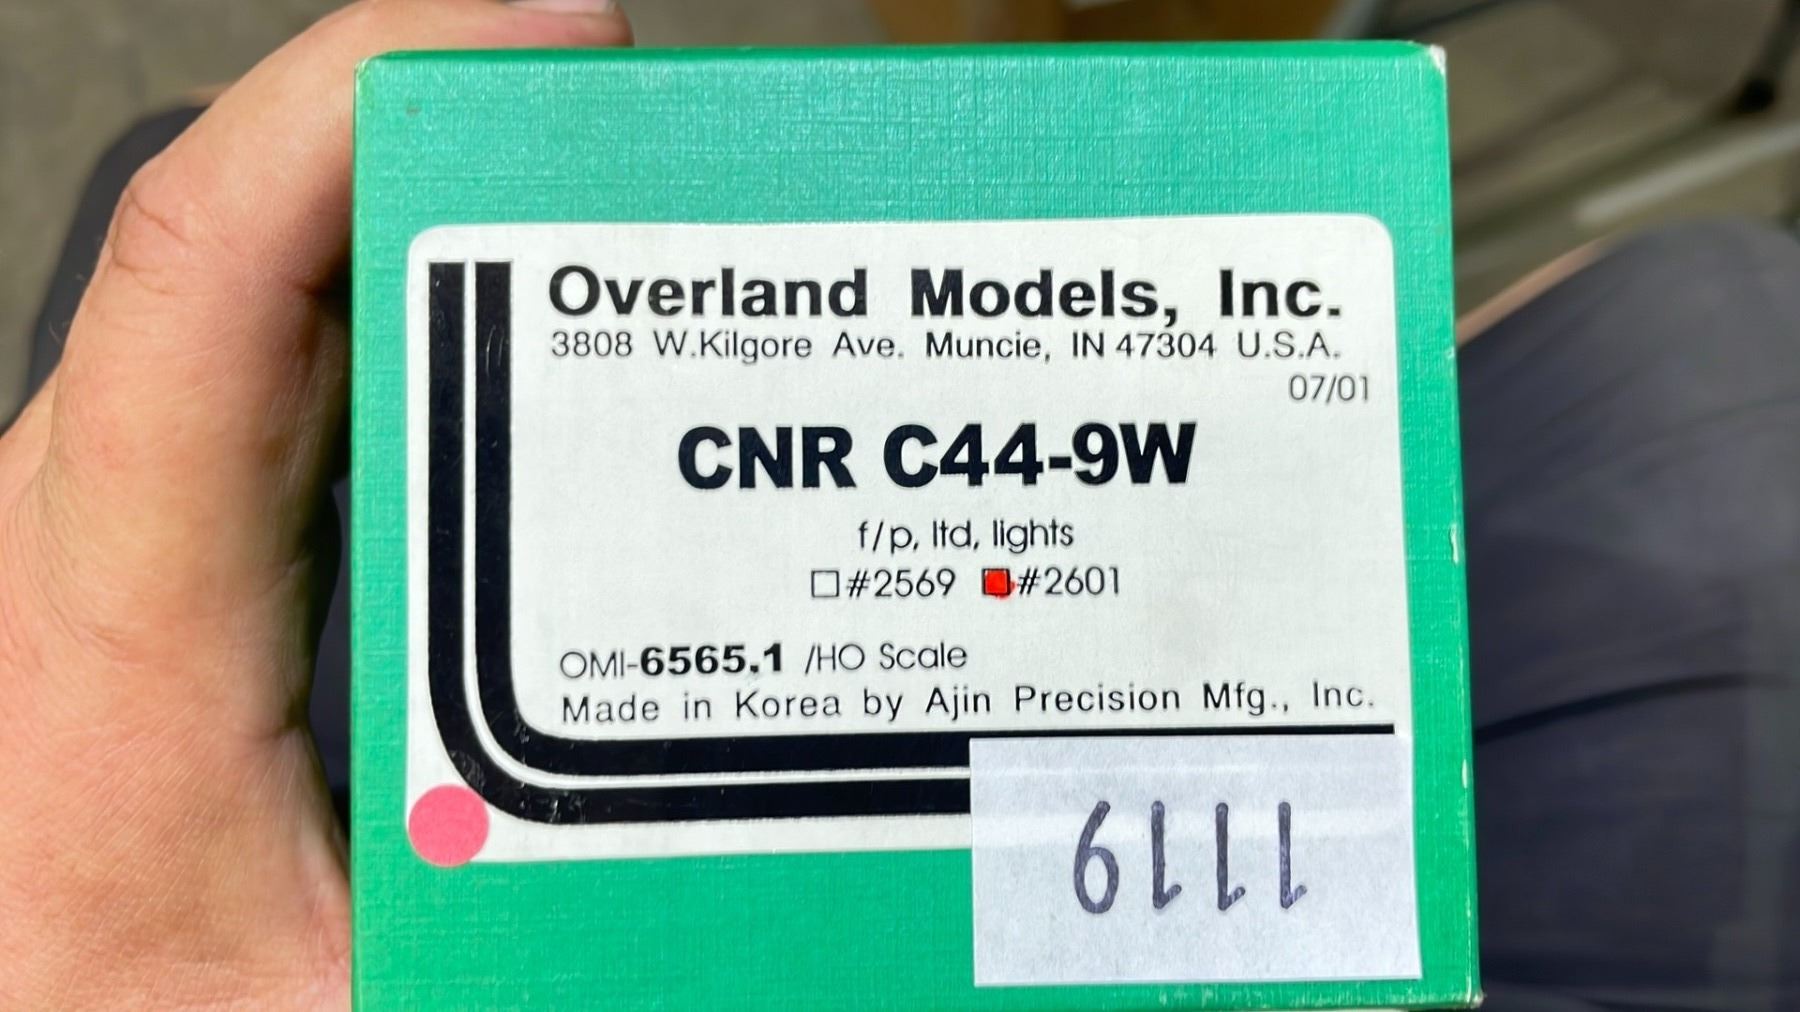 Overland Models, Inc.
3808 W.Kilgore Ave. Muncie, IN 47304 U.S.A.
07/01
CNR C44-9W
f/p, ltd, lights
☐#2569 ■#2601
OMI-6565.1 /HO Scale
Made in Korea by Ajin Precision Mfg., Inc.
1119